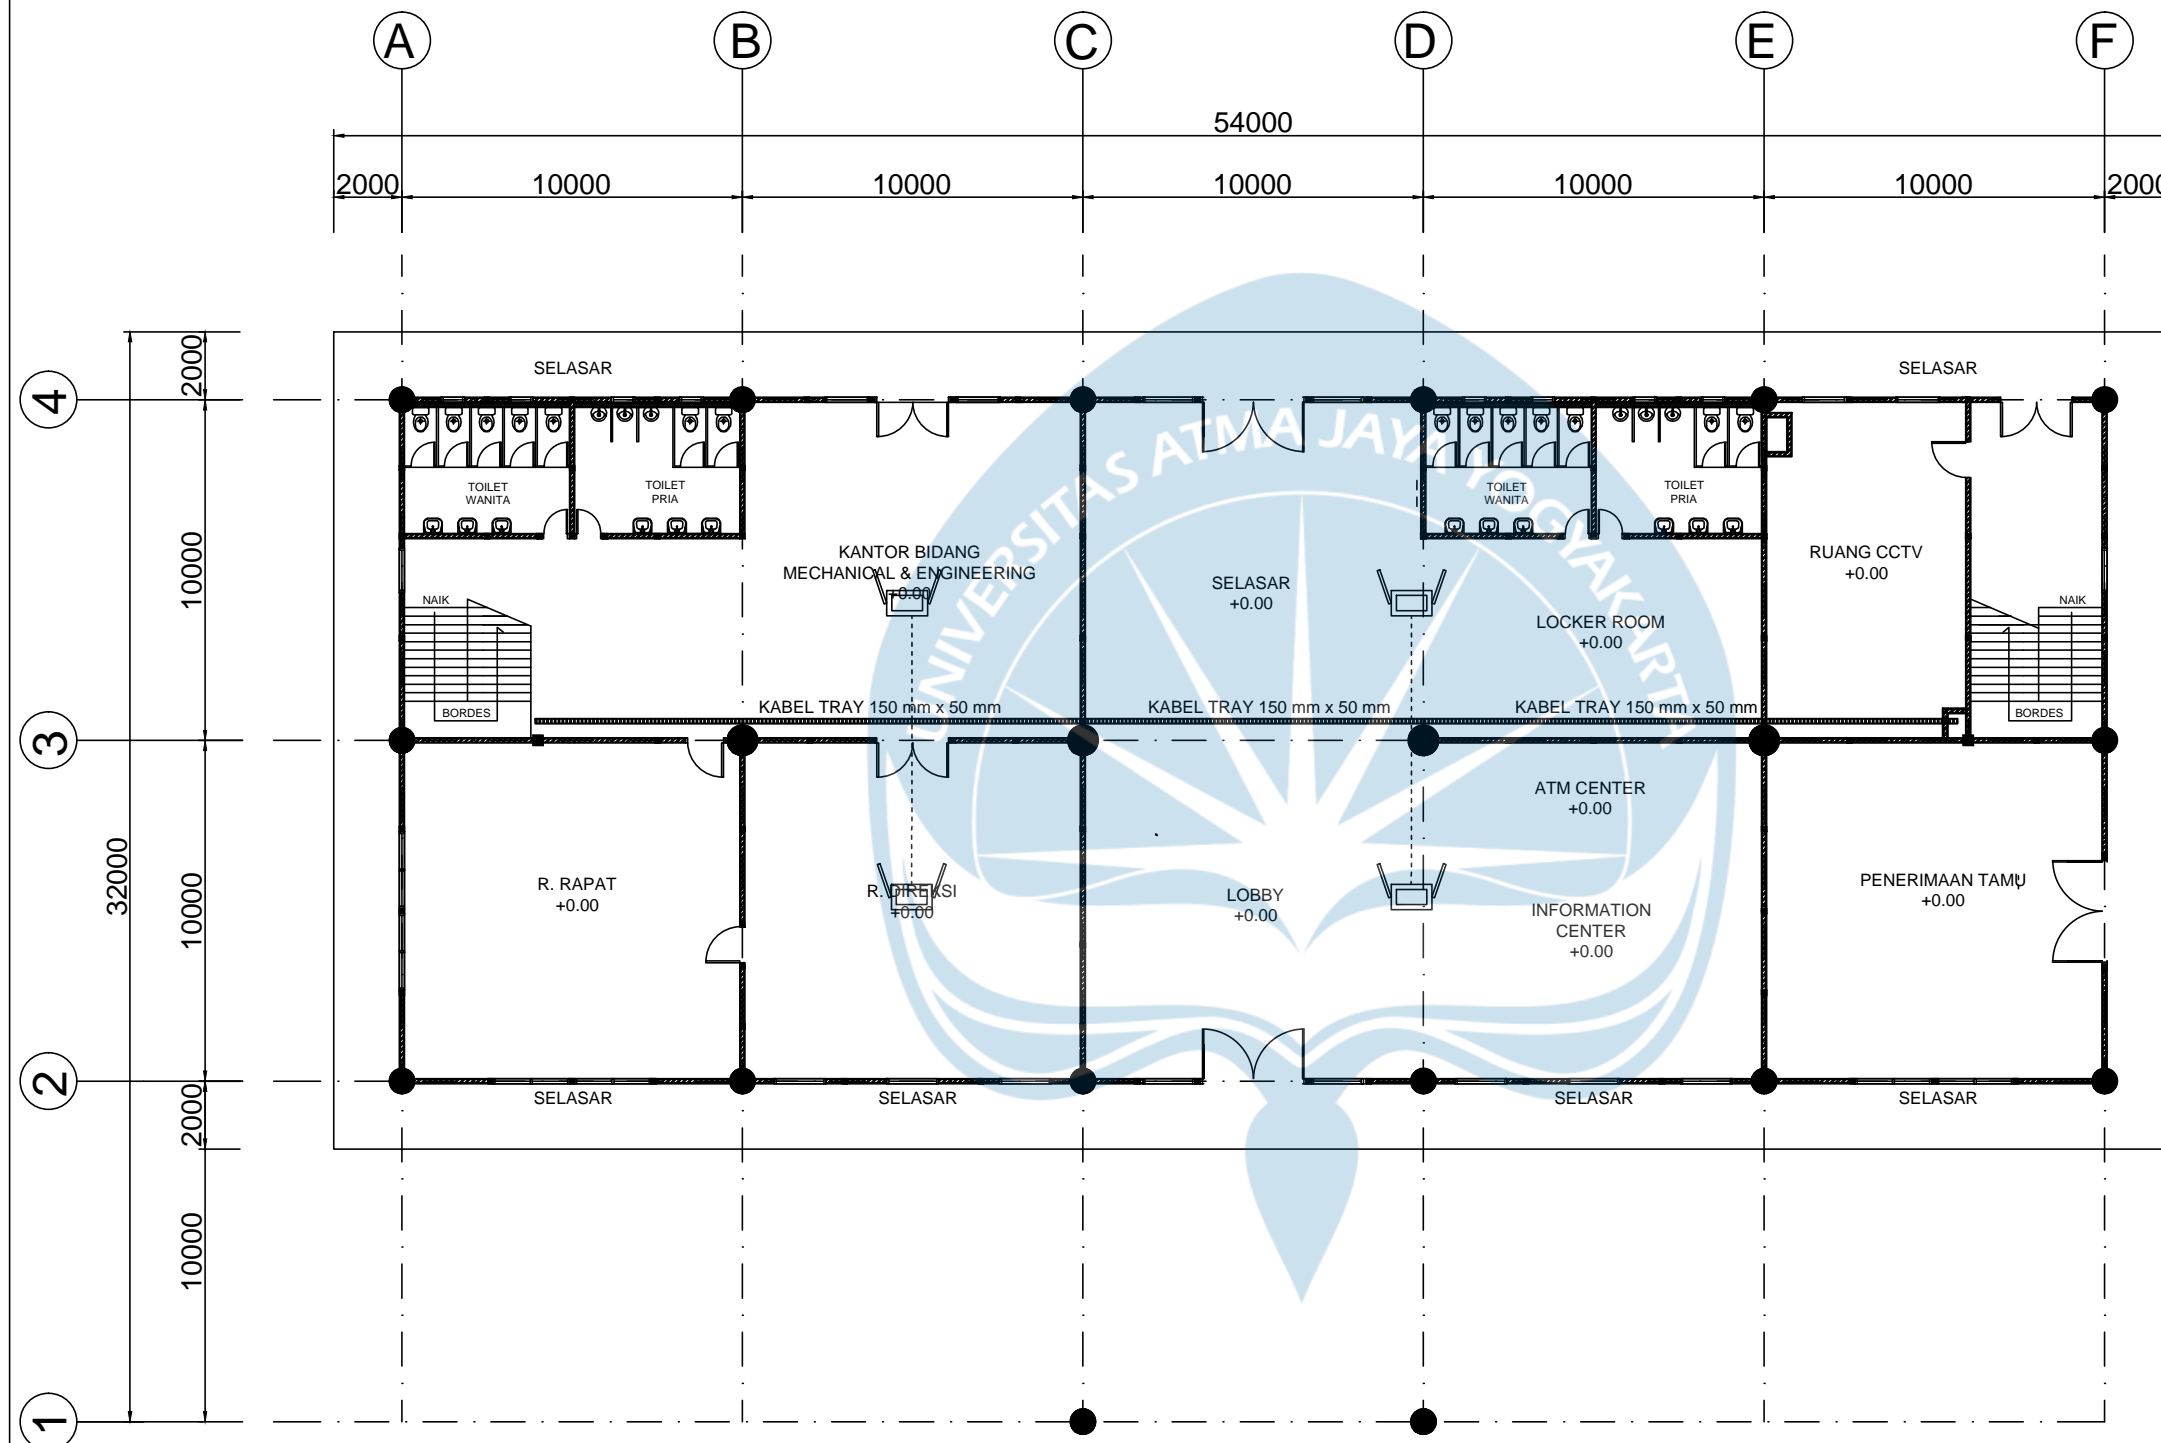 A B C D E F
54000
2000 10000 10000 10000 10000 10000
SELASAR SELASAR
4
2000
TOILET
WANITA
TOILET
PRIA
TOILET
WANITA
TOILET
PRIA
UNIVERSITAS ATMA JAYA YOGYAKARTA
10000
KANTOR BIDANG
MECHANICAL & ENGINEERING
+0.00
SELASAR
+0.00
LOCKER ROOM
+0.00
RUANG CCTV
+0.00
NAIK
BORDES
NAIK
BORDES
KABEL TRAY 150 mm x 50 mm
KABEL TRAY 150 mm x 50 mm
KABEL TRAY 150 mm x 50 mm
3
32000
10000
R. RAPAT
+0.00
R. DIREKSI
+0.00
LOBBY
+0.00
ATM CENTER
+0.00
INFORMATION
CENTER
+0.00
PENERIMAAN TAMU
+0.00
2
SELASAR SELASAR SELASAR SELASAR
2000
10000
1